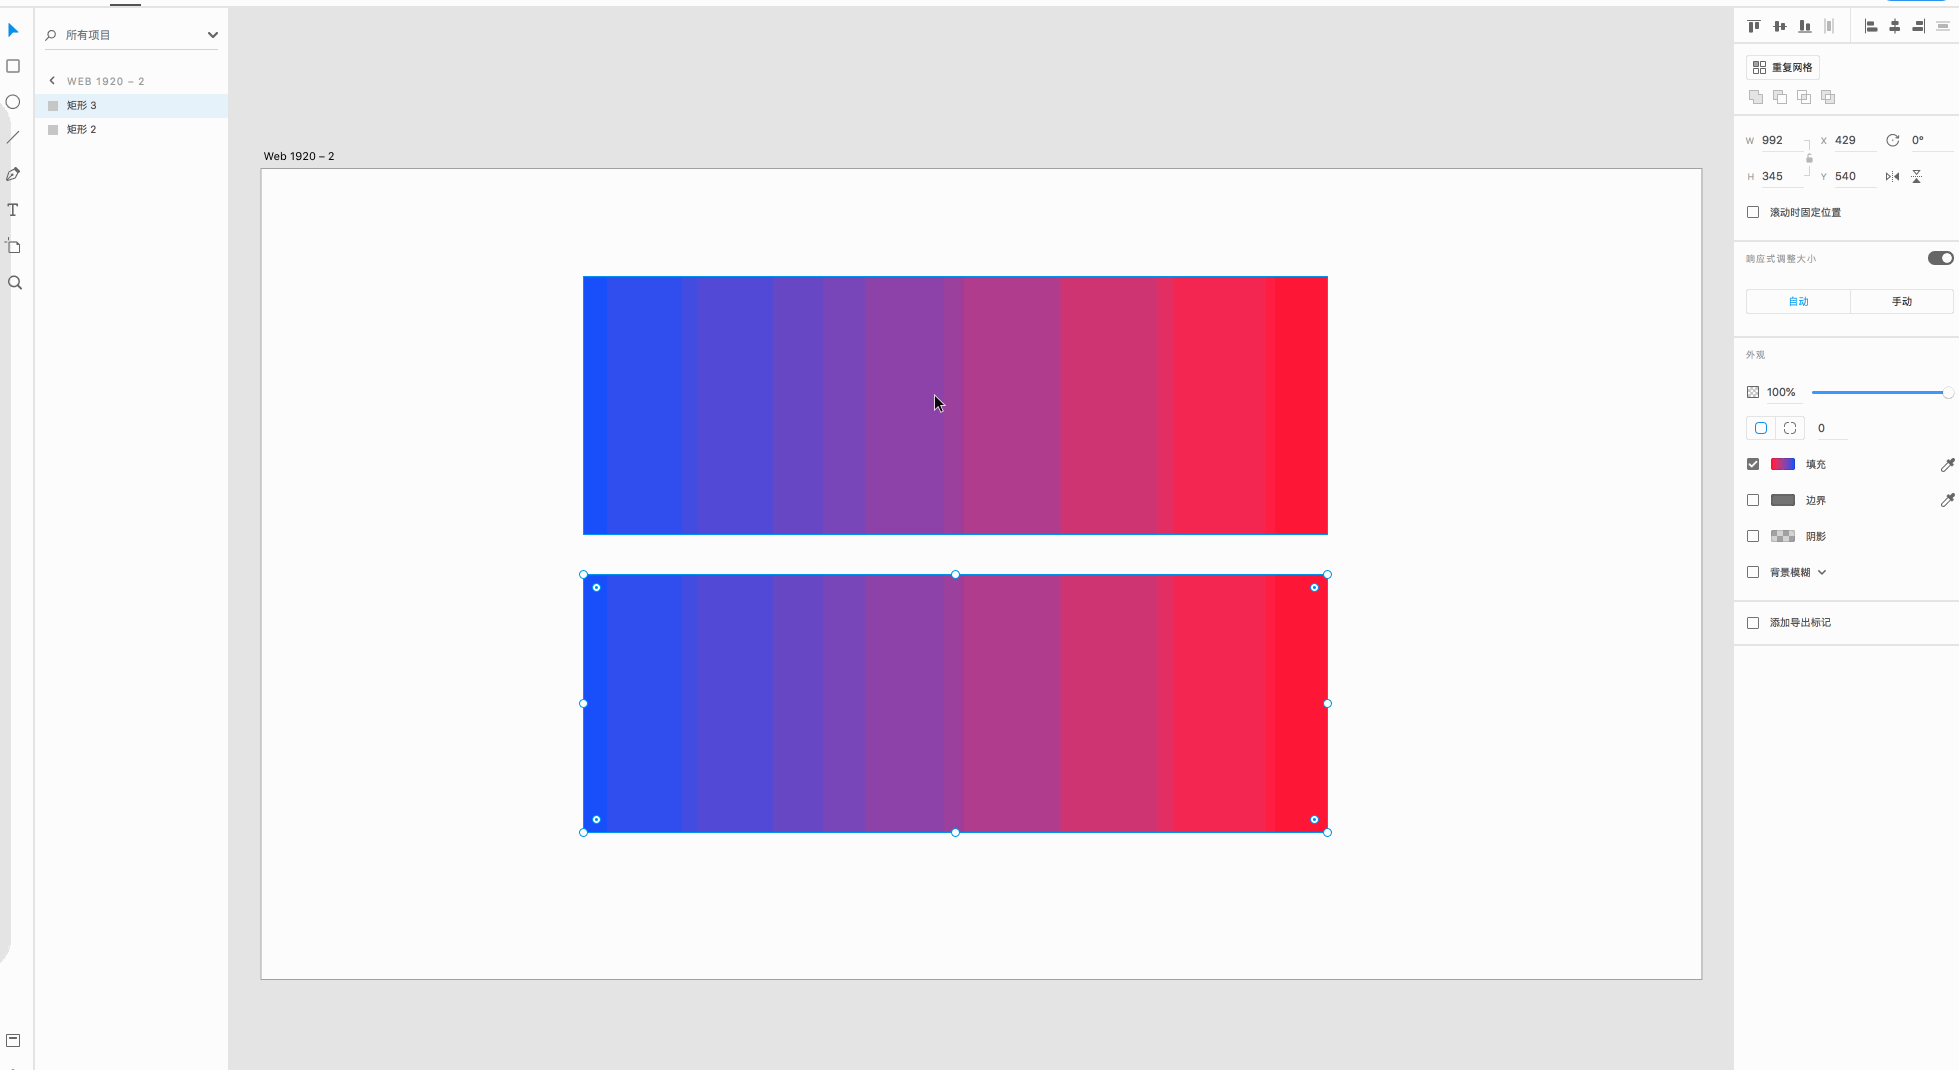 所有项目
WEB 1920 – 2
矩形 3
矩形 2
Web 1920 – 2
重复网格
W 992 X 429 0°
H 345 Y 540
滚动时固定位置
响应式调整大小
自动 手动
外观
100%
0
填充
边界
阴影
背景模糊
添加导出标记